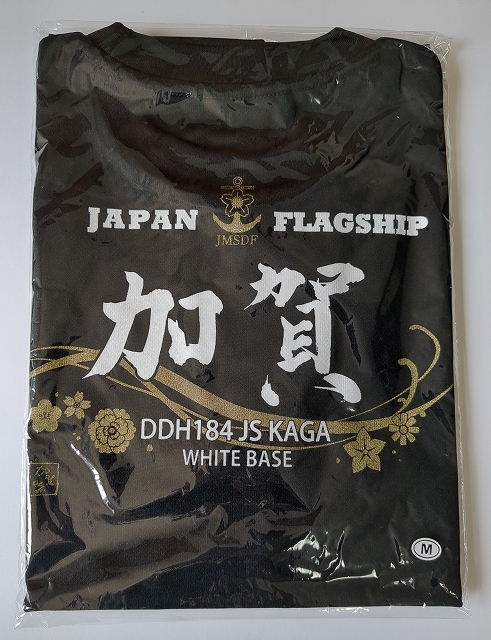 JAPAN FLAGSHIP
JMSDF
加賀
DDH184 JS KAGA
WHITE BASE
M